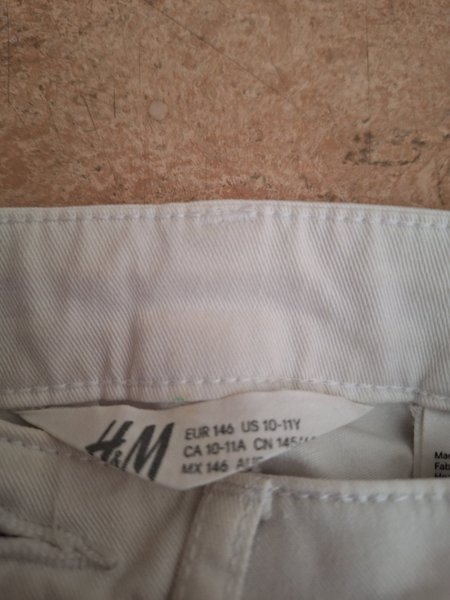 H&M
EUR 146 US 10-11Y
CA 10-11A CN 145/
MX 146